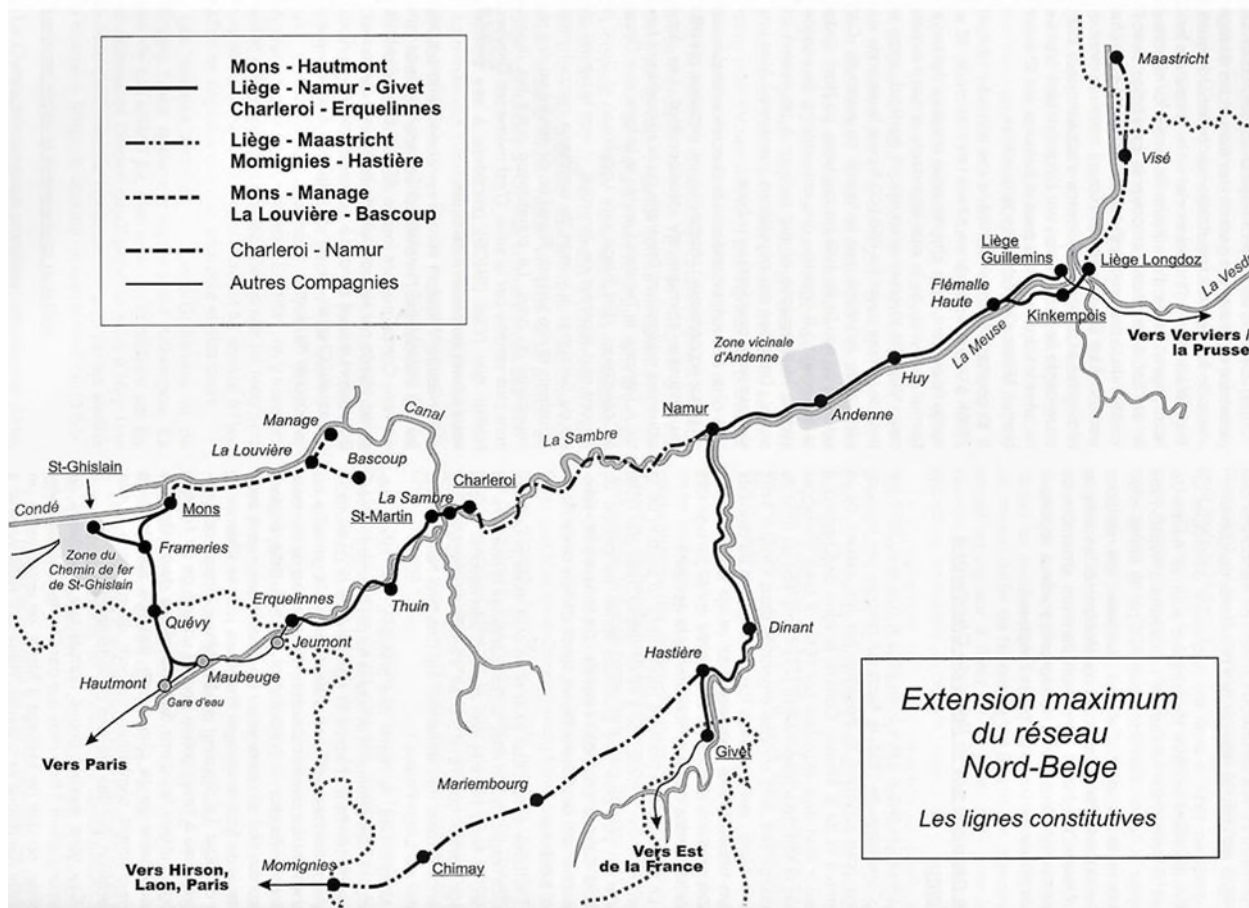 Mons - Hautmont
Liège - Namur - Givet
Charleroi - Erquelinnes
Liège - Maastricht
Momignies - Hastière
Mons - Manage
La Louvière - Bascoup
Charleroi - Namur
Autres Compagnies
Maastricht
Visé
Liège
Guillemins
Liège Longdoz
Flémalle
Haute
Kinkempois
La Vesdre
Vers Verviers /
la Prusse
Zone vicinale
d'Andenne
La Meuse
Huy
Andenne
Namur
La Sambre
Canal
Manage
La Louvière
Bascoup
St-Ghislain
Charleroi
La Sambre
St-Martin
Condé
Mons
Frameries
Zone du
Chemin de fer
de St-Ghislain
Erquelinnes
Thuin
Quévy
Jeumont
Maubeuge
Hautmont
Gare d'eau
Vers Paris
Dinant
Hastière
Givet
Mariembourg
Vers Est
de la France
Chimay
Momignies
Vers Hirson,
Laon, Paris
Extension maximum
du réseau
Nord-Belge
Les lignes constitutives